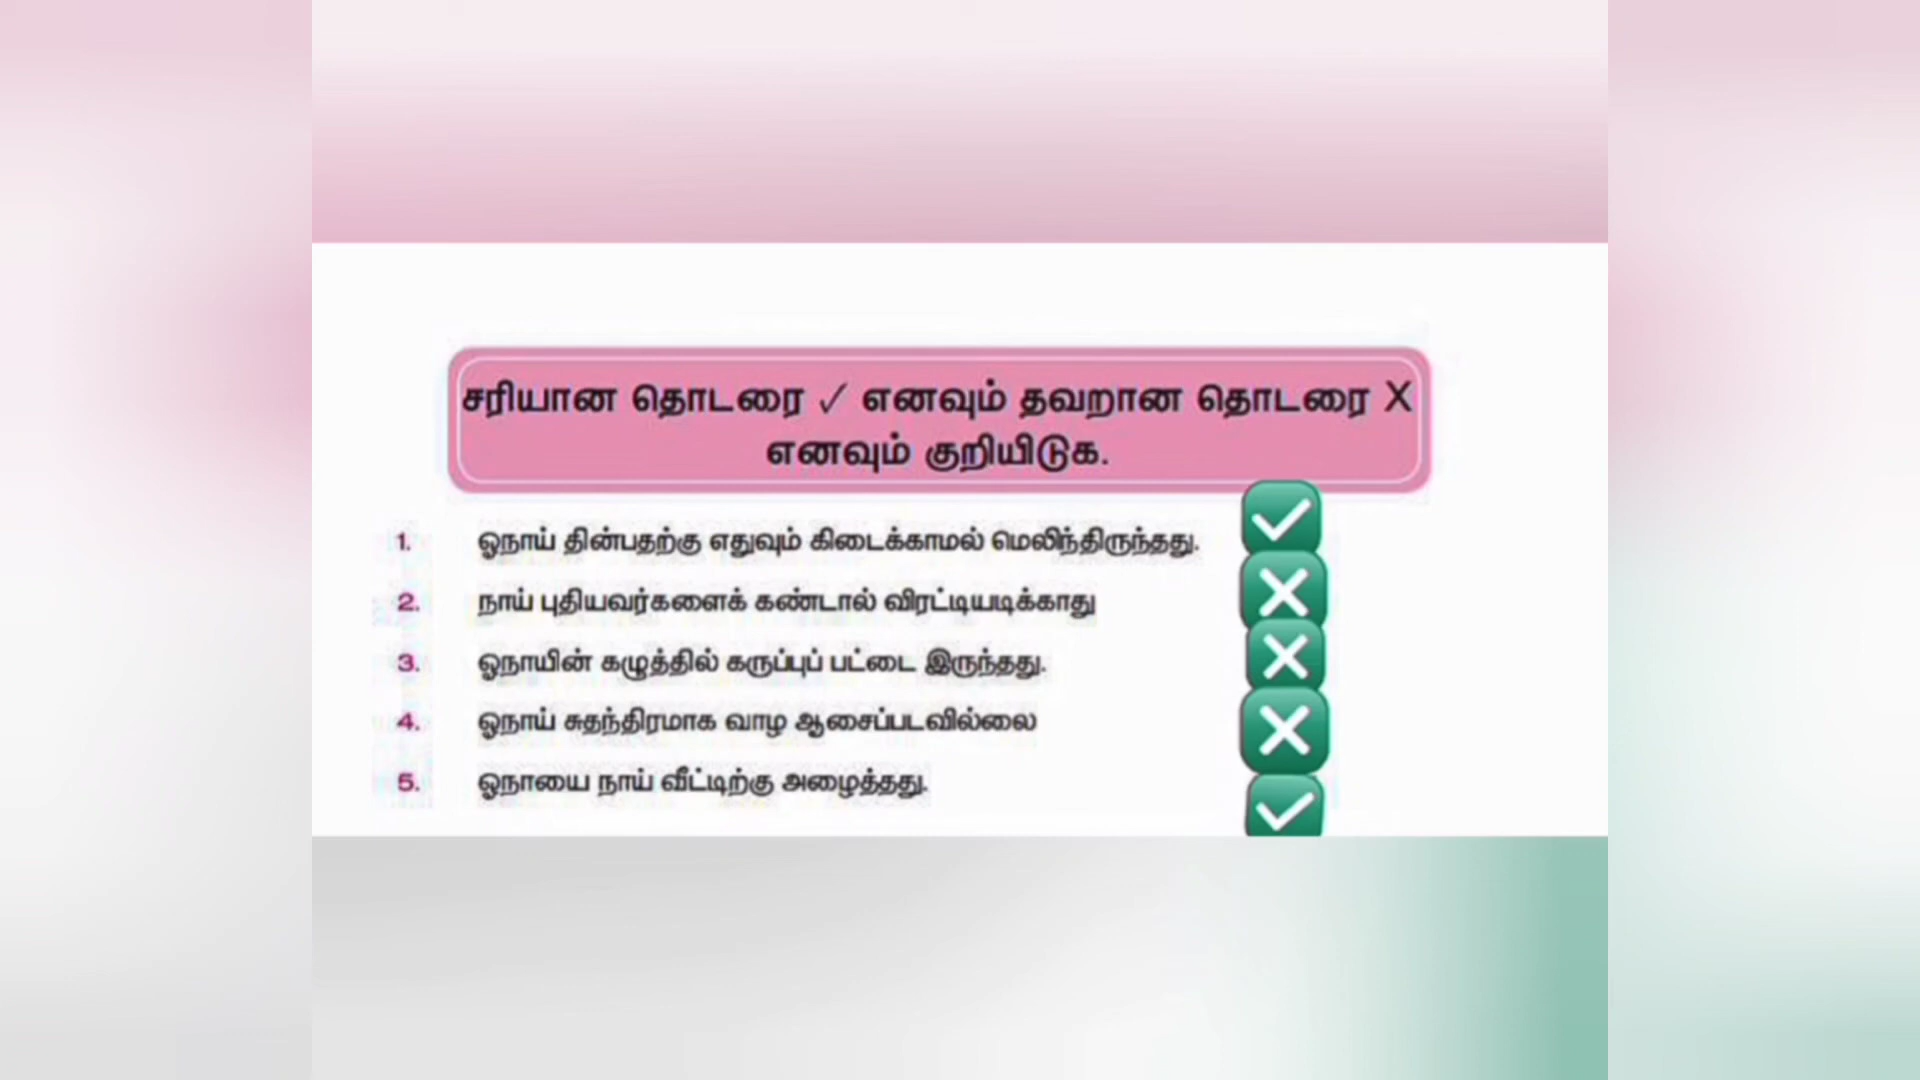 சரியான தொடரை ✓ எனவும் தவறான தொடரை X
எனவும் குறியிடுக.
1. ஓநாய் தின்பதற்கு எதுவும் கிடைக்காமல் மெலிந்திருந்தது.
2. நாய் புதியவர்களைக் கண்டால் விரட்டியடிக்காது
3. ஓநாயின் கழுத்தில் கருப்புப் பட்டை இருந்தது.
4. ஓநாய் சுதந்திரமாக வாழ ஆசைப்படவில்லை
5. ஓநாயை நாய் வீட்டிற்கு அழைத்தது.